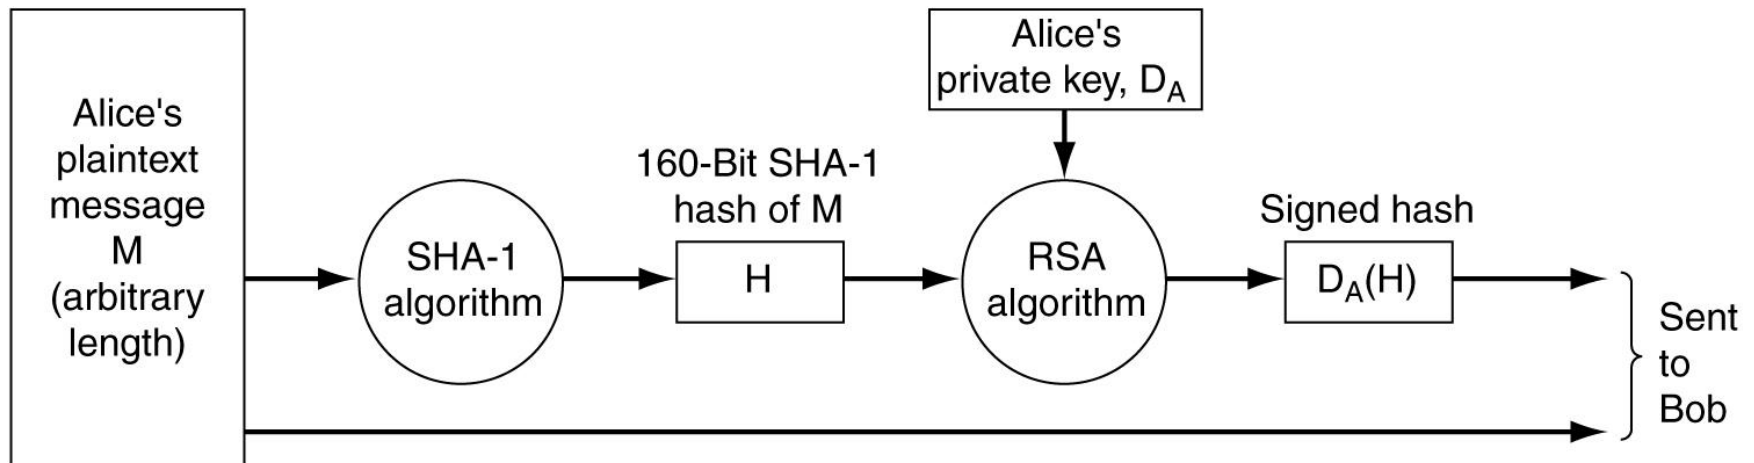 Alice's
plaintext
message
M
(arbitrary
length)
SHA-1
algorithm
160-Bit SHA-1
hash of M
H
Alice's
private key, D_A
RSA
algorithm
Signed hash
D_A(H)
Sent
to
Bob